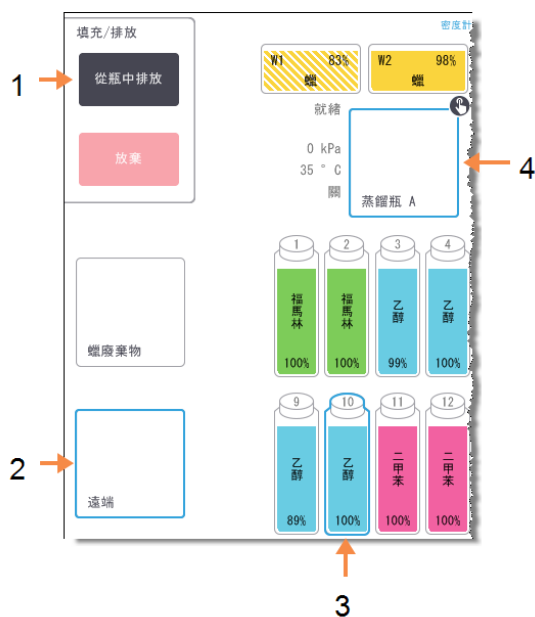 填充/排放
密度計
1
從瓶中排放
W1 83%
蠟
W2 98%
蠟
就緒
放棄
0 kPa
35 ° C
關
蒸餾瓶 A
4
1
福馬林
100%
2
福馬林
100%
3
乙醇
99%
4
乙醇
100%
蠟廢棄物
2
遠端
9
乙醇
89%
10
乙醇
100%
11
二甲苯
100%
12
二甲苯
100%
3